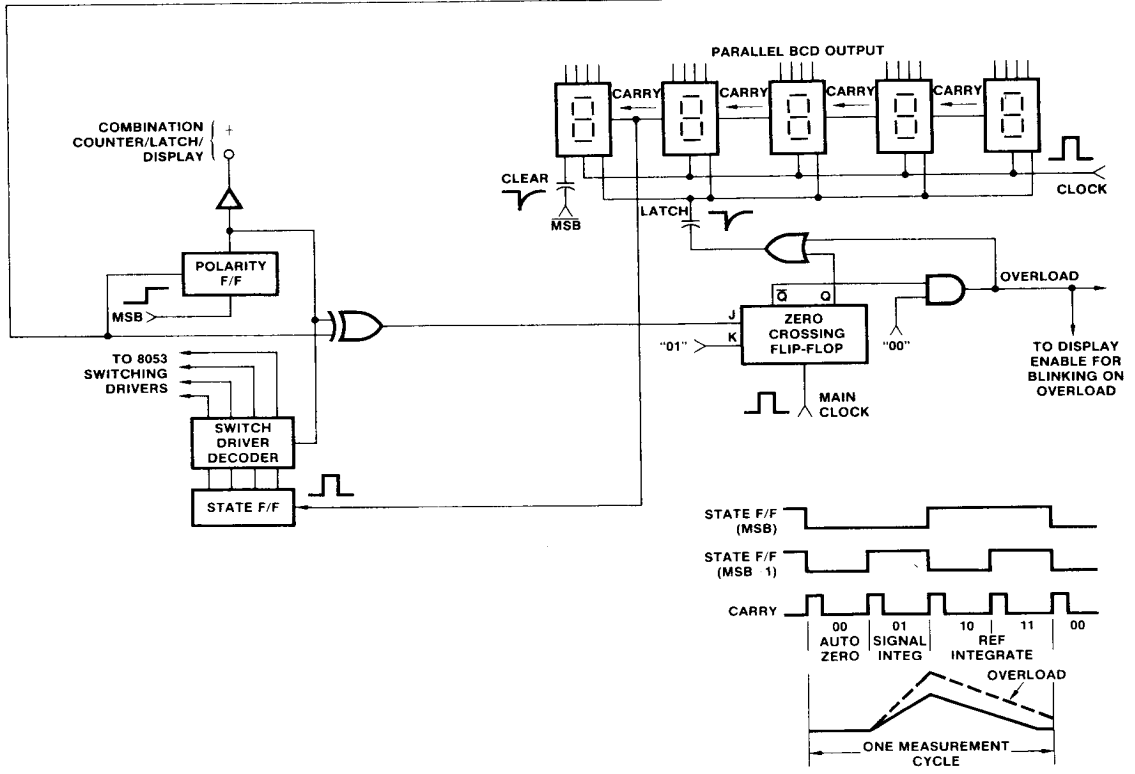 PARALLEL BCD OUTPUT
CARRY
CARRY
CARRY
CARRY
COMBINATION
COUNTER/LATCH/
DISPLAY
+
CLEAR
MSB
LATCH
CLOCK
POLARITY
F/F
MSB
OVERLOAD
Q
Q
J
K
ZERO
CROSSING
FLIP-FLOP
"01"
"00"
TO DISPLAY
ENABLE FOR
BLINKING ON
OVERLOAD
TO 8053
SWITCHING
DRIVERS
MAIN
CLOCK
SWITCH
DRIVER
DECODER
STATE F/F
STATE F/F
(MSB)
STATE F/F
(MSB 1)
CARRY
00
01
10
11
00
AUTO
ZERO
SIGNAL
INTEG
REF
INTEGRATE
OVERLOAD
ONE MEASUREMENT
CYCLE